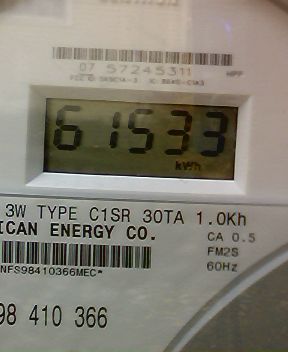 07 57245311 MPP
61533
kWh
3W TYPE C1SR 30TA 1.0Kh
ICAN ENERGY CO.
CA 0.5
FM2S
60Hz
NFS98410366MEC*
98 410 366